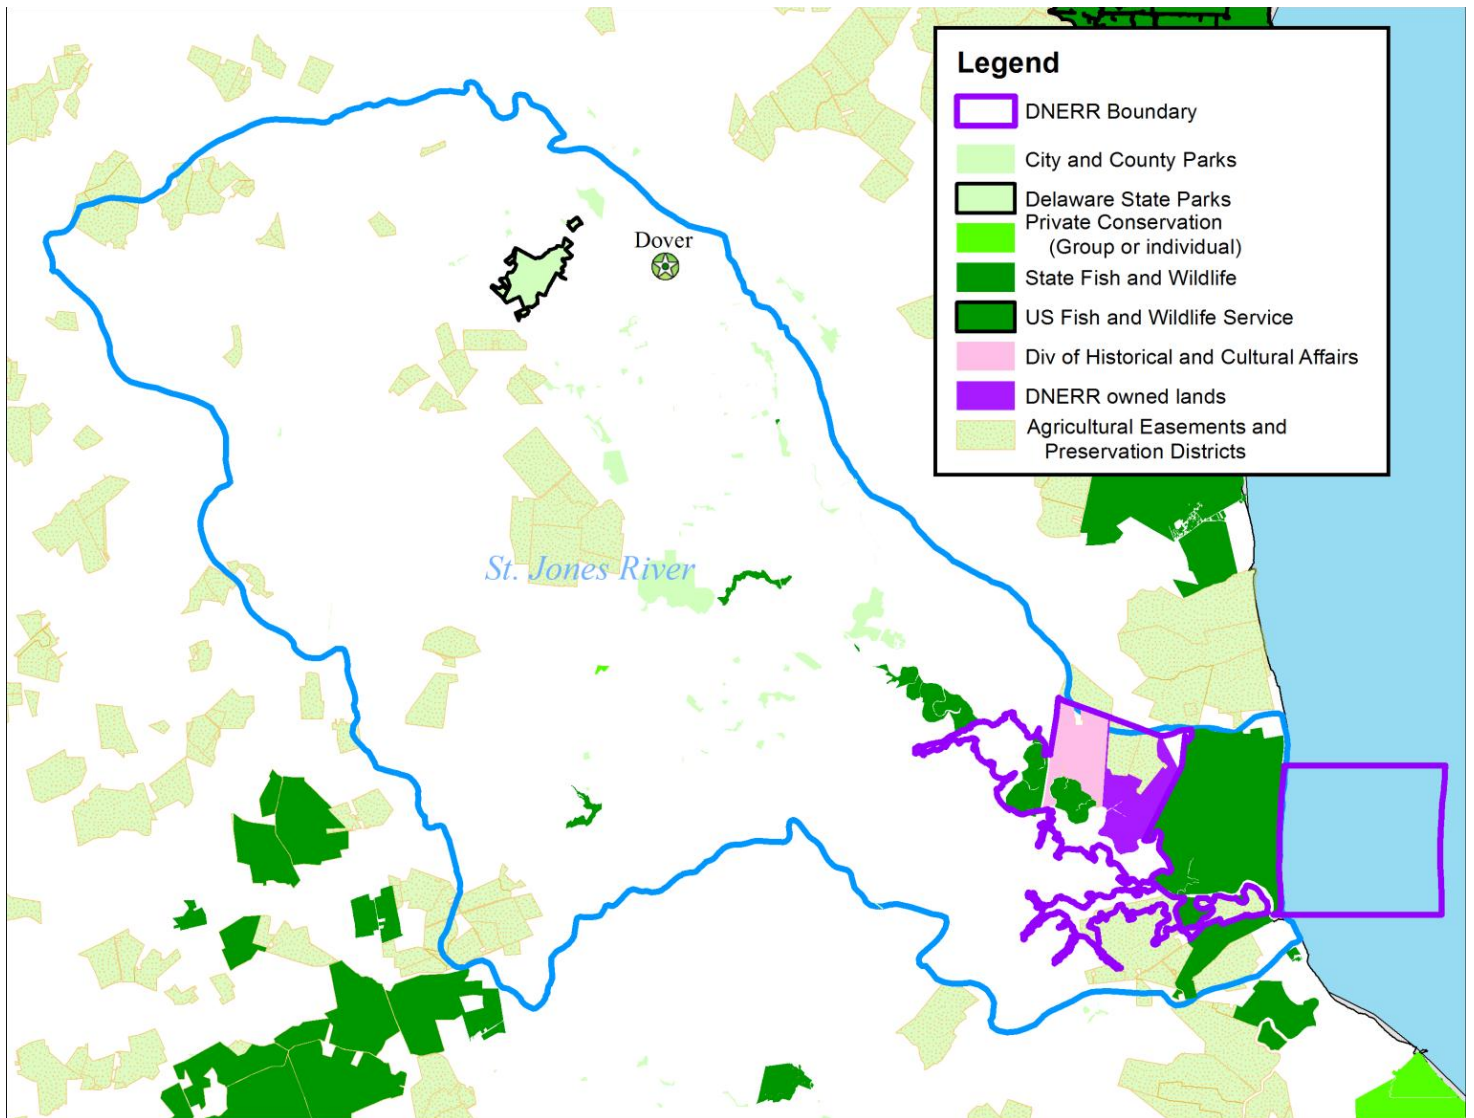 Legend
DNERR Boundary
City and County Parks
Delaware State Parks
Private Conservation
(Group or individual)
State Fish and Wildlife
US Fish and Wildlife Service
Div of Historical and Cultural Affairs
DNERR owned lands
Agricultural Easements and
Preservation Districts
Dover
St. Jones River